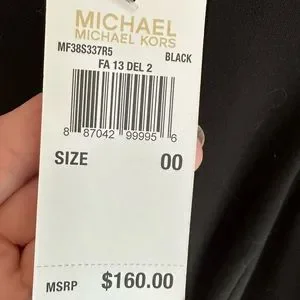 MICHAEL
MICHAEL KORS
MF38S337R5 BLACK
FA 13 DEL 2
8 87042 99995 6
SIZE 00
MSRP $160.00